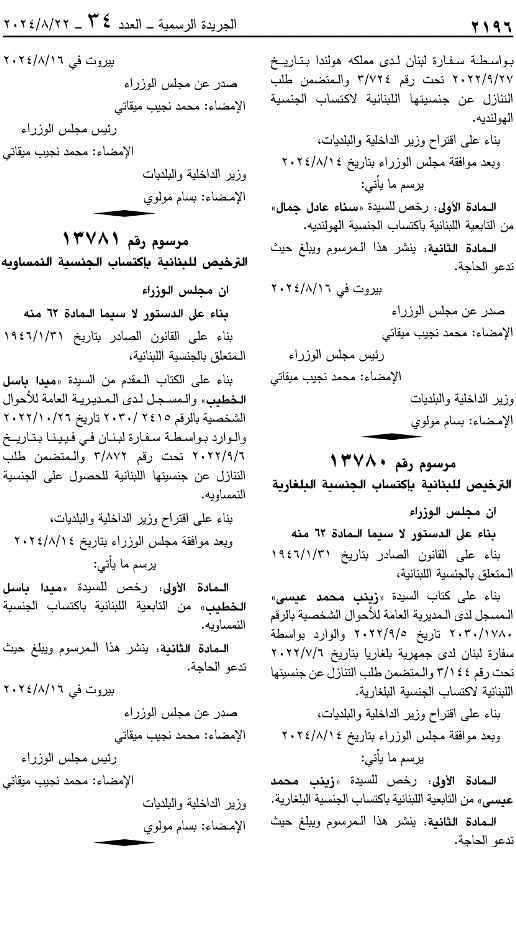 ٢١٩٦
الجريدة الرسمية ـ العدد ٣٤ ـ ٢٠٢٤/٨/٢٢
بواسطة سفارة لبنان لدى مملكه هولندا بتاريخ
٢٠٢٢/٩/٢٧ تحت رقم ٣/٧٢٤ والمتضمن طلب
التنازل عن جنسيتها اللبنانية لاكتساب الجنسية
الهولنديه.
بناء على اقتراح وزير الداخلية والبلديات،
وبعد موافقة مجلس الوزراء بتاريخ ٢٠٢٤/٨/١٤
يرسم ما يأتي:
المادة الأولى: رخص للسيدة «سناء عادل جمال»
من التابعية اللبنانية باكتساب الجنسية الهولنديه.
المادة الثانية: ينشر هذا المرسوم ويبلغ حيث
تدعو الحاجة.
بيروت في ٢٠٢٤/٨/١٦
صدر عن مجلس الوزراء
الإمضاء: محمد نجيب ميقاتي
رئيس مجلس الوزراء
الإمضاء: محمد نجيب ميقاتي
وزير الداخلية والبلديات
الإمضاء: بسام مولوي
مرسوم رقم ١٣٧٨٠
الترخيص للبنانية بإكتساب الجنسية البلغارية
ان مجلس الوزراء
بناء على الدستور لا سيما المادة ٦٢ منه
بناء على القانون الصادر بتاريخ ١٩٤٦/١/٣١
المتعلق بالجنسية اللبنانية،
بناء على كتاب السيدة «زينب محمد عيسى»
المسجل لدى المديرية العامة للأحوال الشخصية بالرقم
٢٠٣٠/١٧٨٠ تاريخ ٢٠٢٢/٩/٥ والوارد بواسطة
سفارة لبنان لدى جمهرية بلغاريا بتاريخ ٢٠٢٢/٧/٦
تحت رقم ٣/١٤٤ والمتضمن طلب التنازل عن جنسيتها
اللبنانية لاكتساب الجنسية البلغارية.
بناء على اقتراح وزير الداخلية والبلديات،
وبعد موافقة مجلس الوزراء بتاريخ ٢٠٢٤/٨/١٤
يرسم ما يأتي:
المادة الأولى: رخص للسيدة «زينب محمد
عيسى» من التابعية اللبنانية باكتساب الجنسية البلغارية.
المادة الثانية: ينشر هذا المرسوم ويبلغ حيث
تدعو الحاجة.
بيروت في ٢٠٢٤/٨/١٦
صدر عن مجلس الوزراء
الإمضاء: محمد نجيب ميقاتي
رئيس مجلس الوزراء
الإمضاء: محمد نجيب ميقاتي
وزير الداخلية والبلديات
الإمضاء: بسام مولوي
مرسوم رقم ١٣٧٨١
الترخيص للبنانية بإكتساب الجنسية النمساويه
ان مجلس الوزراء
بناء على الدستور لا سيما المادة ٦٢ منه
بناء على القانون الصادر بتاريخ ١٩٤٦/١/٣١
المتعلق بالجنسية اللبنانية،
بناء على الكتاب المقدم من السيدة «ميدا باسل
الخطيب» والمسجل لدى المديرية العامة للأحوال
الشخصية بالرقم ٢٤١٥ /٢٠٣٠ تاريخ ٢٠٢٢/١٠/٢٦
والوارد بواسطة سفارة لبنان في فيينا بتاريخ
٢٠٢٢/٩/٦ تحت رقم ٣/٨٧٢ والمتضمن طلب
التنازل عن جنسيتها اللبنانية للحصول على الجنسية
النمساويه.
بناء على اقتراح وزير الداخلية والبلديات،
وبعد موافقة مجلس الوزراء بتاريخ ٢٠٢٤/٨/١٤
يرسم ما يأتي:
المادة الأولى: رخص للسيدة «ميدا باسل
الخطيب» من التابعية اللبنانية باكتساب الجنسية
النمساويه.
المادة الثانية: ينشر هذا المرسوم ويبلغ حيث
تدعو الحاجة.
بيروت في ٢٠٢٤/٨/١٦
صدر عن مجلس الوزراء
الإمضاء: محمد نجيب ميقاتي
رئيس مجلس الوزراء
الإمضاء: محمد نجيب ميقاتي
وزير الداخلية والبلديات
الإمضاء: بسام مولوي